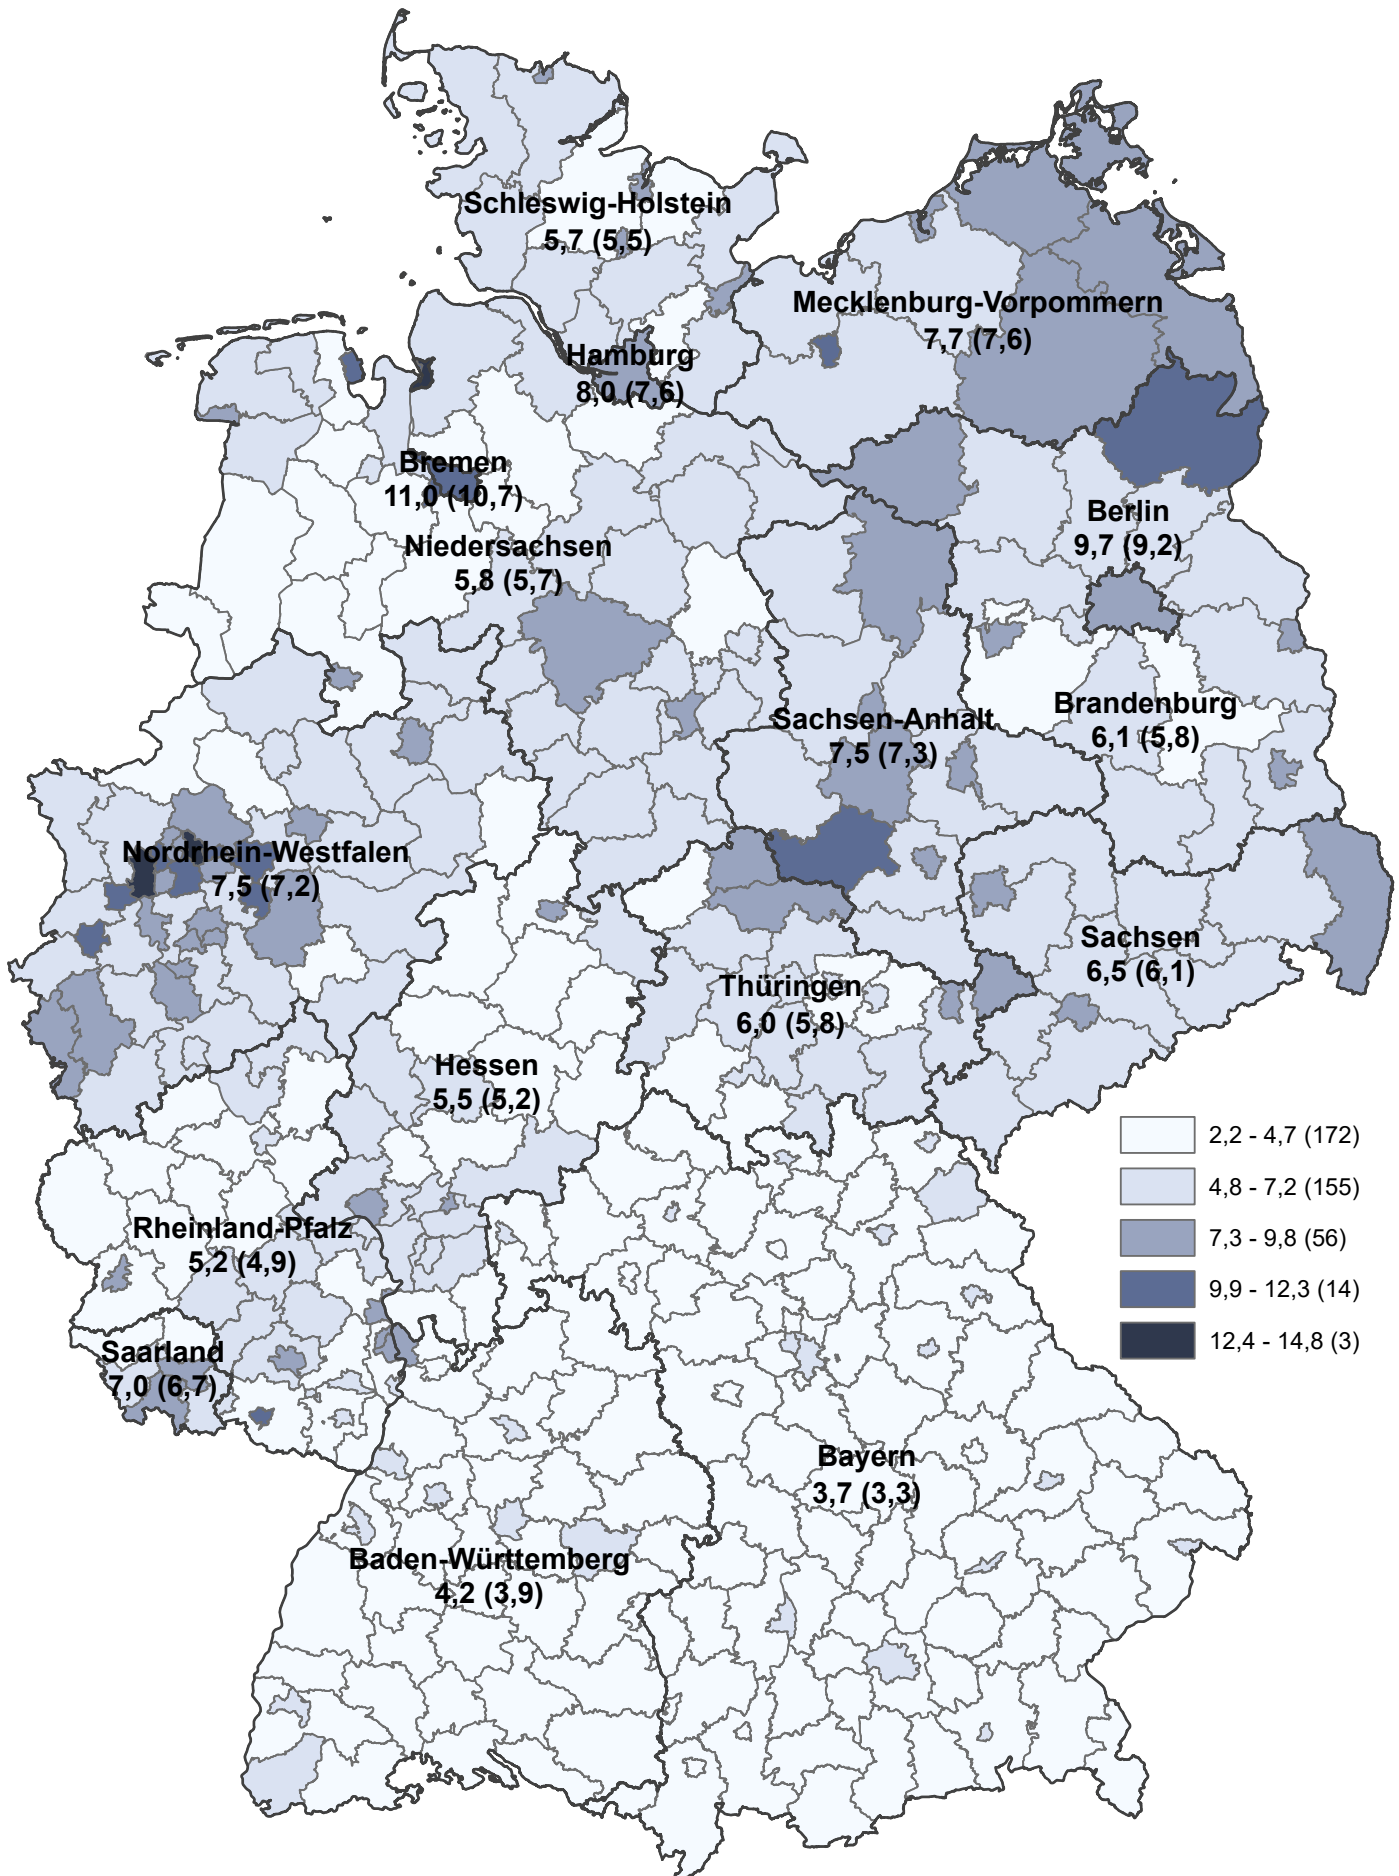 Schleswig-Holstein
5,7 (5,5)
Mecklenburg-Vorpommern
7,7 (7,6)
Hamburg
8,0 (7,6)
Bremen
11,0 (10,7)
Berlin
9,7 (9,2)
Niedersachsen
5,8 (5,7)
Brandenburg
6,1 (5,8)
Sachsen-Anhalt
7,5 (7,3)
Nordrhein-Westfalen
7,5 (7,2)
Sachsen
6,5 (6,1)
Thüringen
6,0 (5,8)
Hessen
5,5 (5,2)
2,2 - 4,7 (172)
4,8 - 7,2 (155)
7,3 - 9,8 (56)
9,9 - 12,3 (14)
12,4 - 14,8 (3)
Rheinland-Pfalz
5,2 (4,9)
Saarland
7,0 (6,7)
Bayern
3,7 (3,3)
Baden-Württemberg
4,2 (3,9)